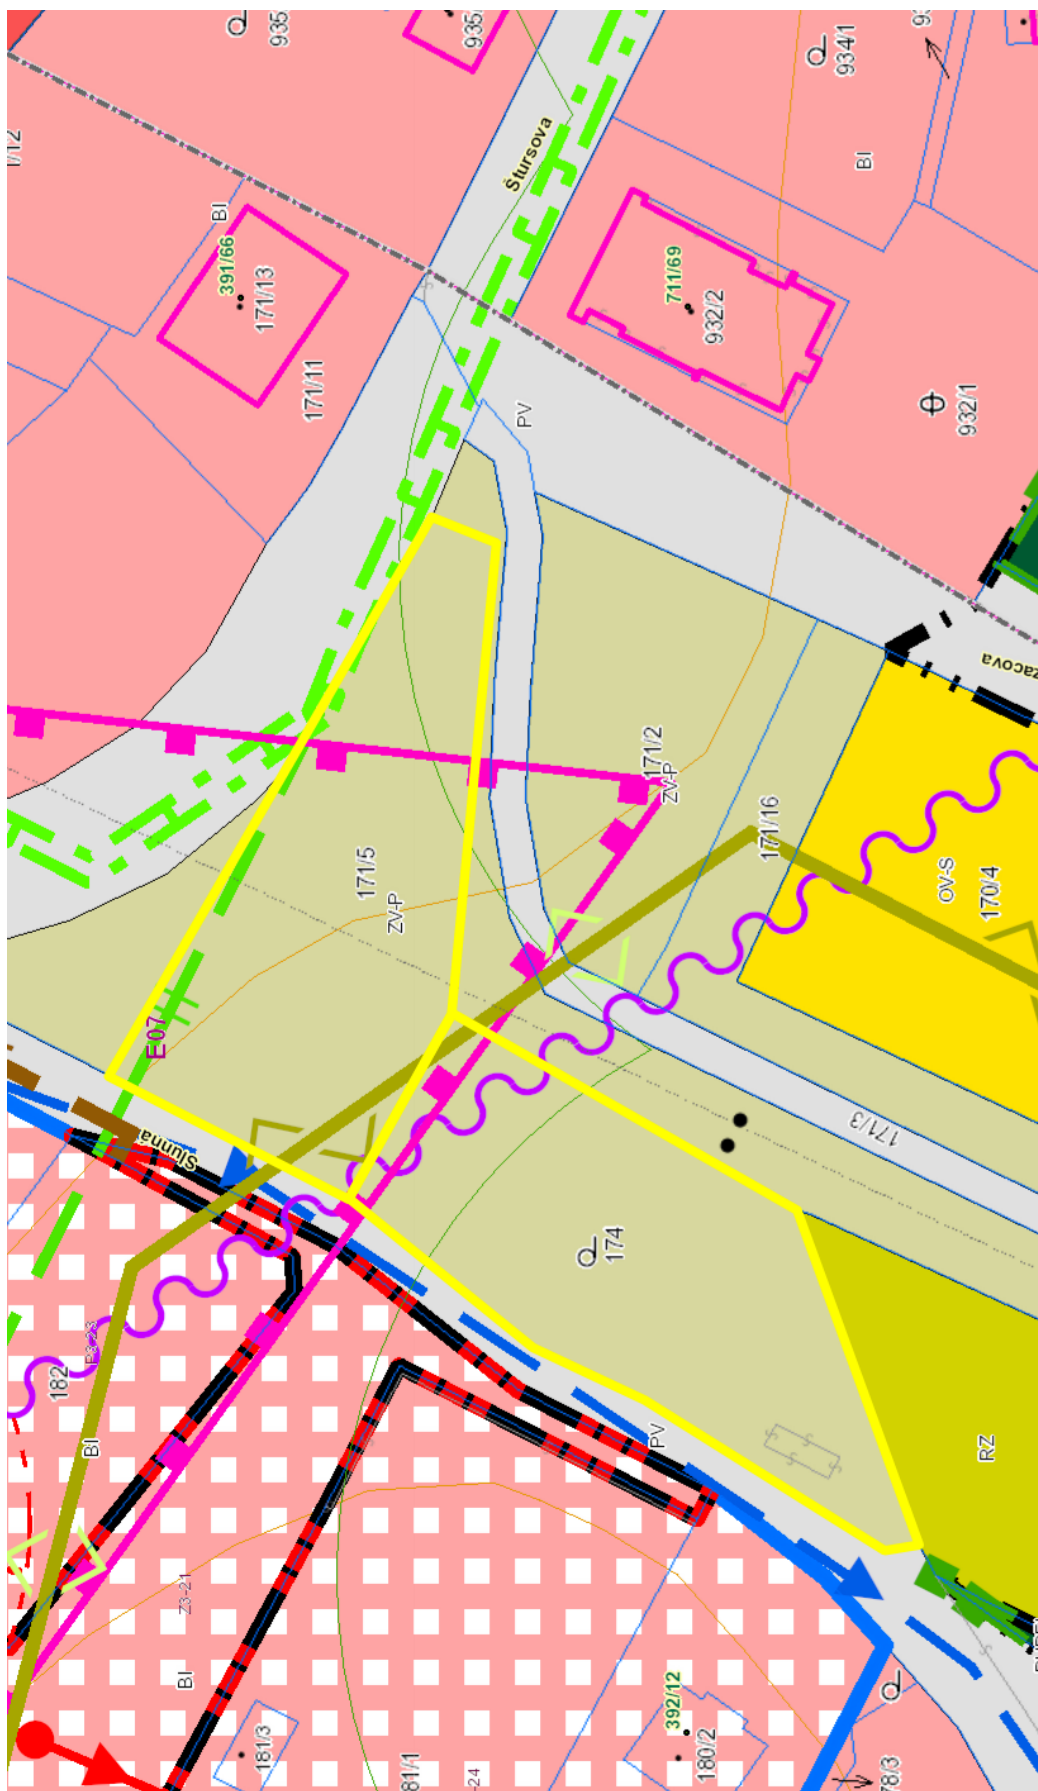 935
Štursova
934/1
BI
BI
391/66
171/13
171/11
711/69
932/2
932/1
PV
171/2
ZV-P
171/16
171/5
ZV-P
OV-S
170/4
E07
Slunná
171/3
174
182
BI
PV
RZ
Z3-21
BI
181/3
392/12
180/2